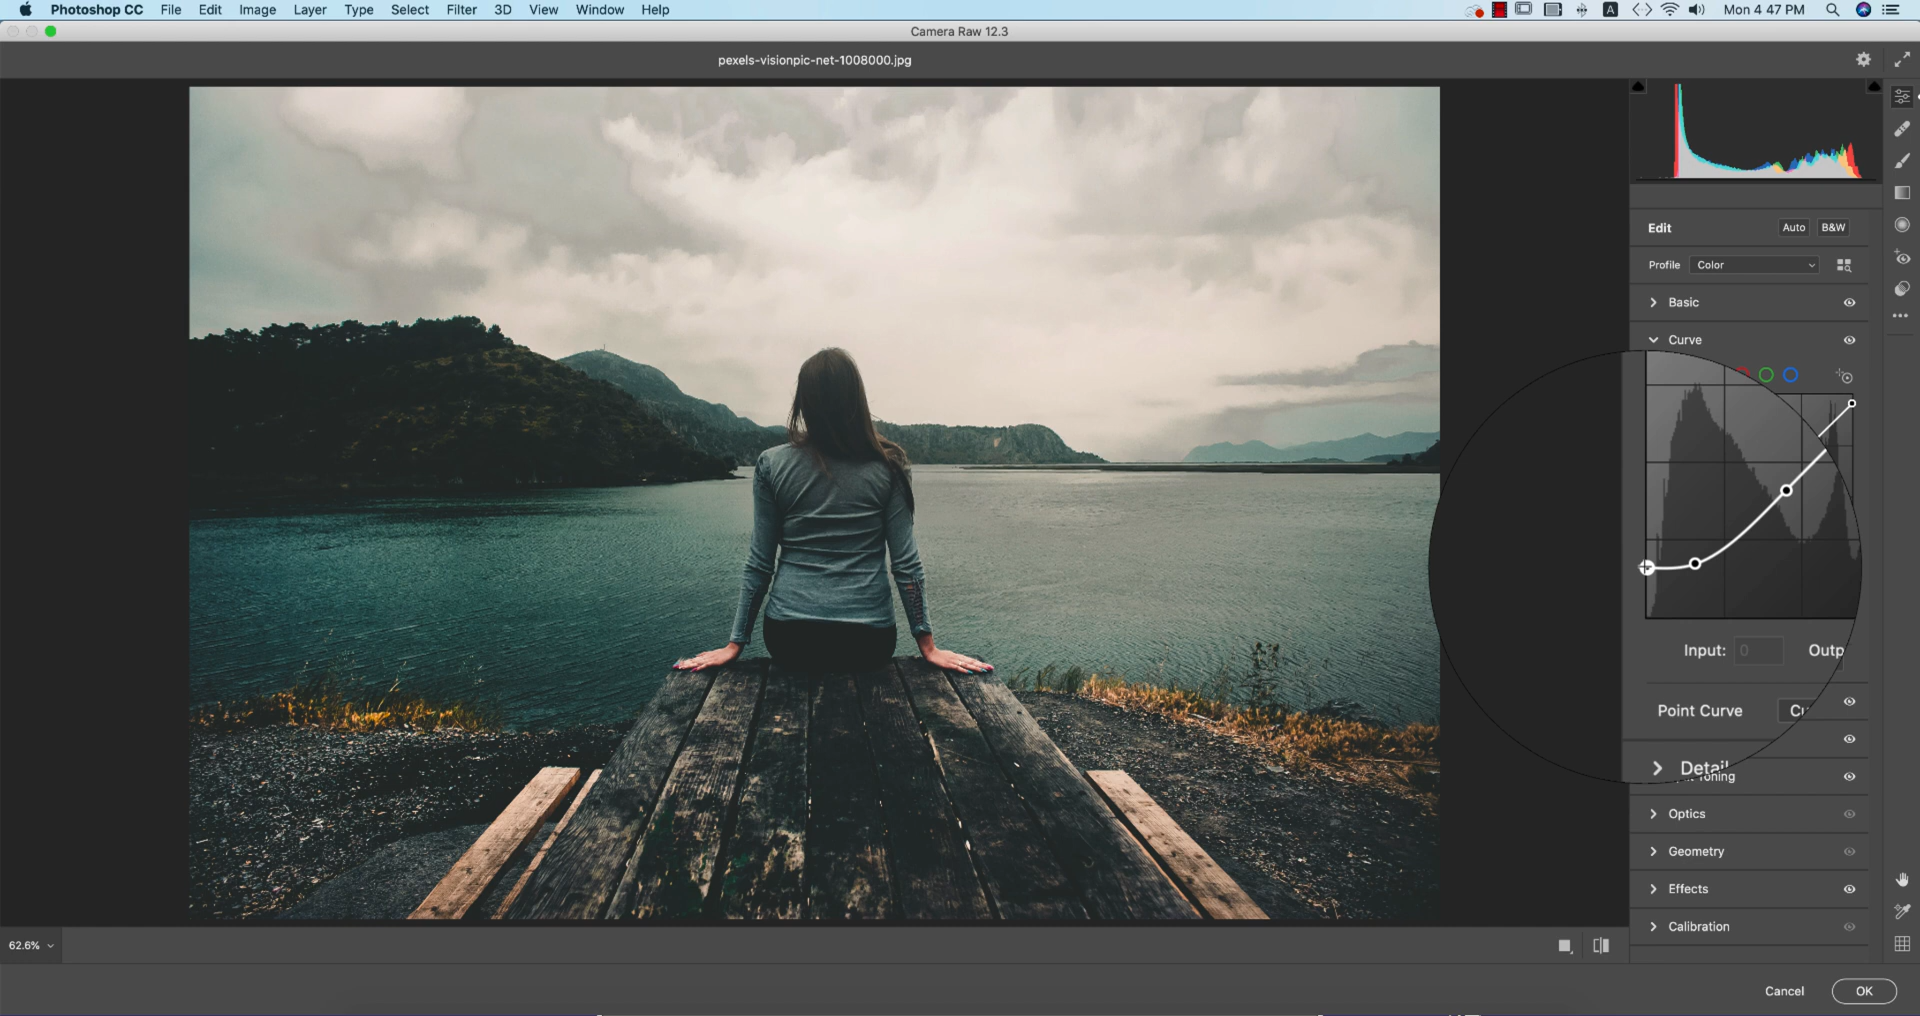 Photoshop CC File Edit Image Layer Type Select Filter 3D View Window Help A Mon 4 47 PM
Camera Raw 12.3
pexels-visionpic-net-1008000.jpg
Edit Auto B&W
Profile Color
Basic
Curve
Input: 0 Outp
Point Curve Cu
Detail
Toning
Optics
Geometry
Effects
Calibration
62.6%
Cancel OK